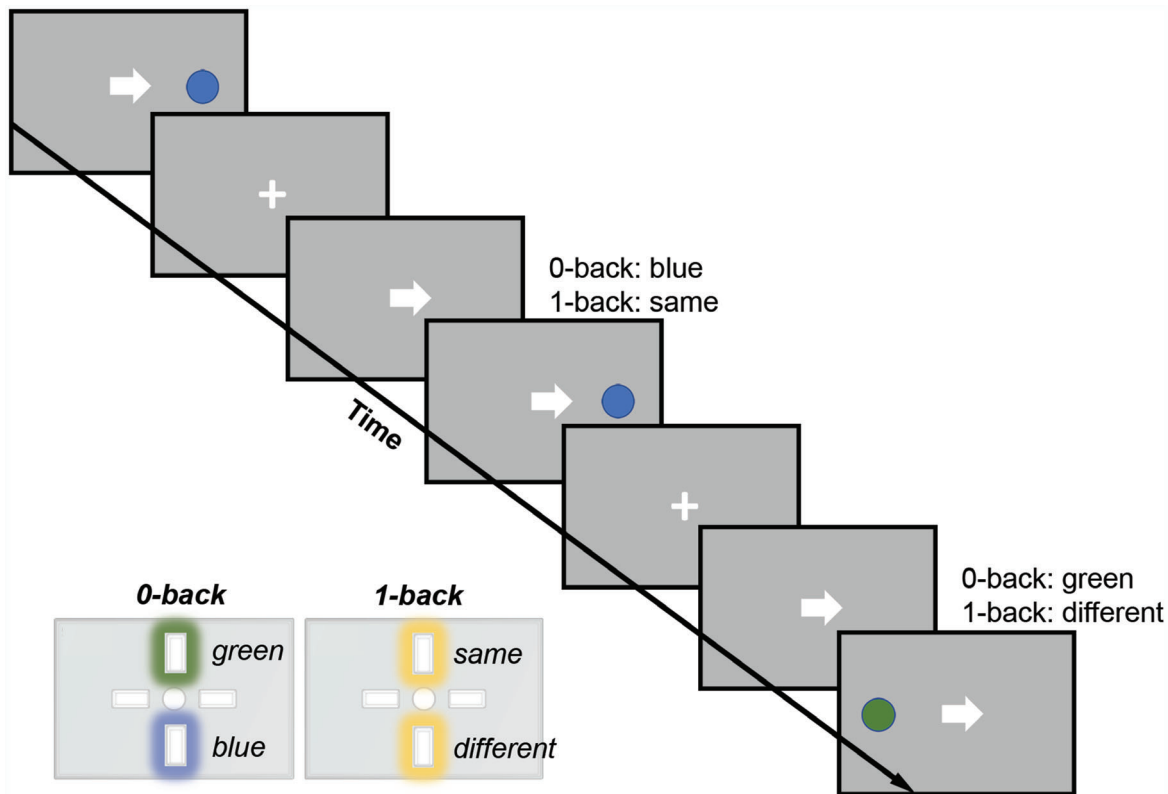 0-back: blue
1-back: same
Time
0-back: green
1-back: different
0-back
green
blue
1-back
same
different